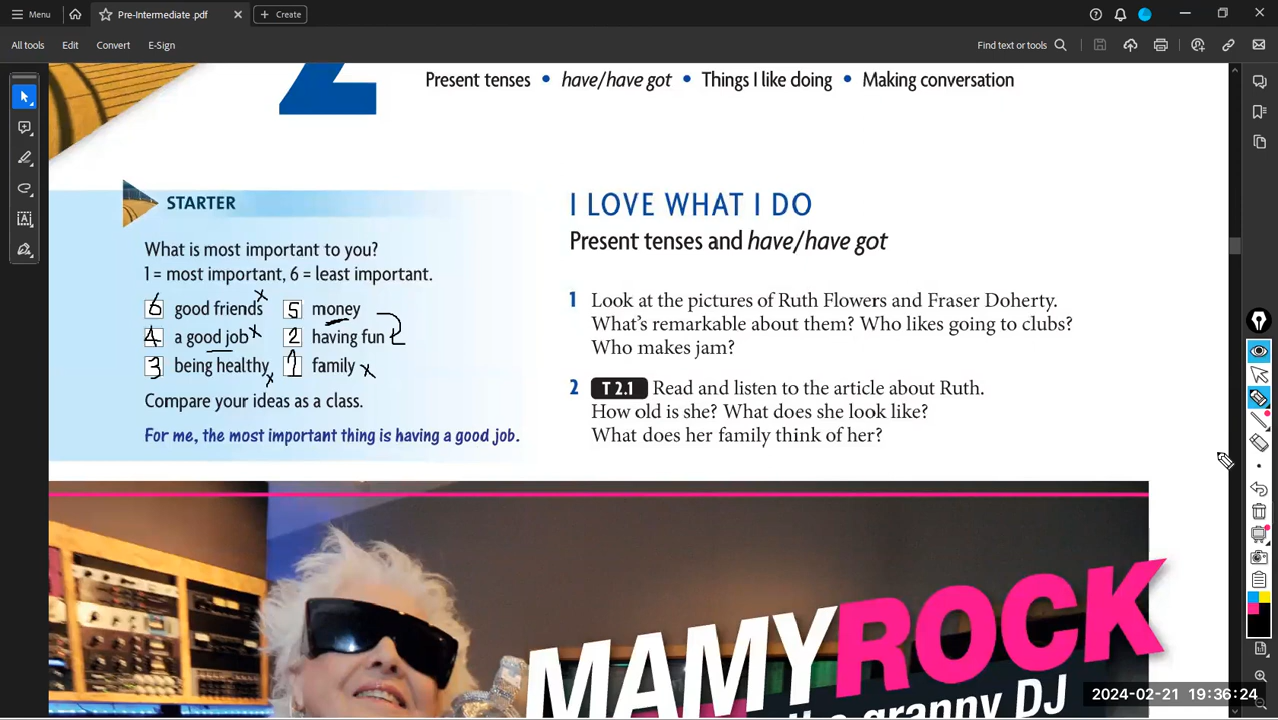 Menu Pre-Intermediate .pdf Create
All tools Edit Convert E-Sign Find text or tools
2
Present tenses • have/have got • Things I like doing • Making conversation
STARTER
What is most important to you?
1 = most important, 6 = least important.
6 good friends x 5 money
4 a good job x 2 having fun
3 being healthy x 1 family x
Compare your ideas as a class.
For me, the most important thing is having a good job.
I LOVE WHAT I DO
Present tenses and have/have got
1 Look at the pictures of Ruth Flowers and Fraser Doherty.
What's remarkable about them? Who likes going to clubs?
Who makes jam?
2 T 2.1 Read and listen to the article about Ruth.
How old is she? What does she look like?
What does her family think of her?
MAMYROCK
the granny DJ
2024-02-21 19:36:24